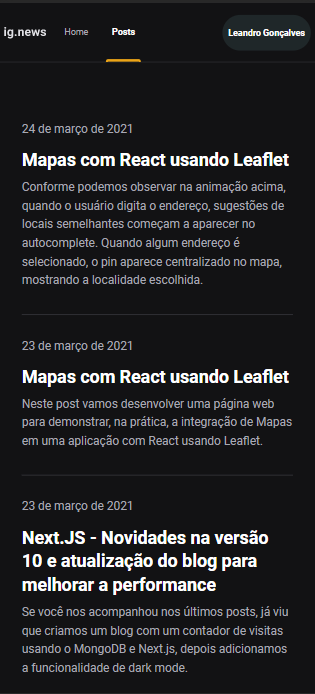 ig.news Home Posts Leandro Gonçalves
24 de março de 2021
Mapas com React usando Leaflet
Conforme podemos observar na animação acima,
quando o usuário digita o endereço, sugestões de
locais semelhantes começam a aparecer no
autocomplete. Quando algum endereço é
selecionado, o pin aparece centralizado no mapa,
mostrando a localidade escolhida.
23 de março de 2021
Mapas com React usando Leaflet
Neste post vamos desenvolver uma página web
para demonstrar, na prática, a integração de Mapas
em uma aplicação com React usando Leaflet.
23 de março de 2021
Next.JS - Novidades na versão
10 e atualização do blog para
melhorar a performance
Se você nos acompanhou nos últimos posts, já viu
que criamos um blog com um contador de visitas
usando o MongoDB e Next.js, depois adicionamos
a funcionalidade de dark mode.